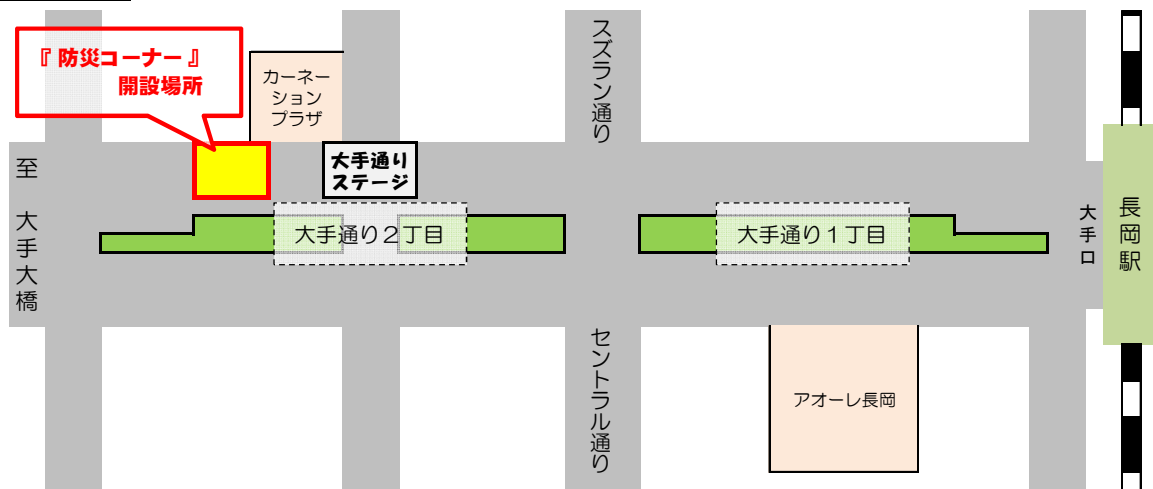 『 防災コーナー 』
開設場所
カーネー
ション
プラザ
大手通り
ステージ
スズラン通り
至 大手大橋
大手通り２丁目
大手通り１丁目
大手口
長岡駅
セントラル通り
アオーレ長岡